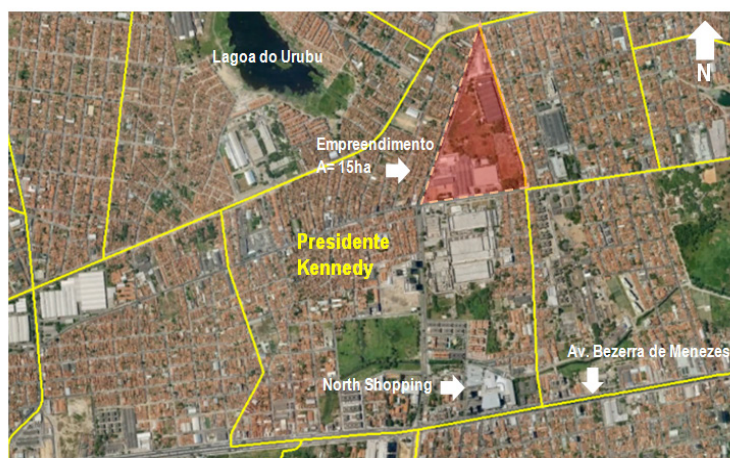 Lagoa do Urubu
N
Empreendimento
A= 15ha
Presidente
Kennedy
Av. Bezerra de Menezes
North Shopping